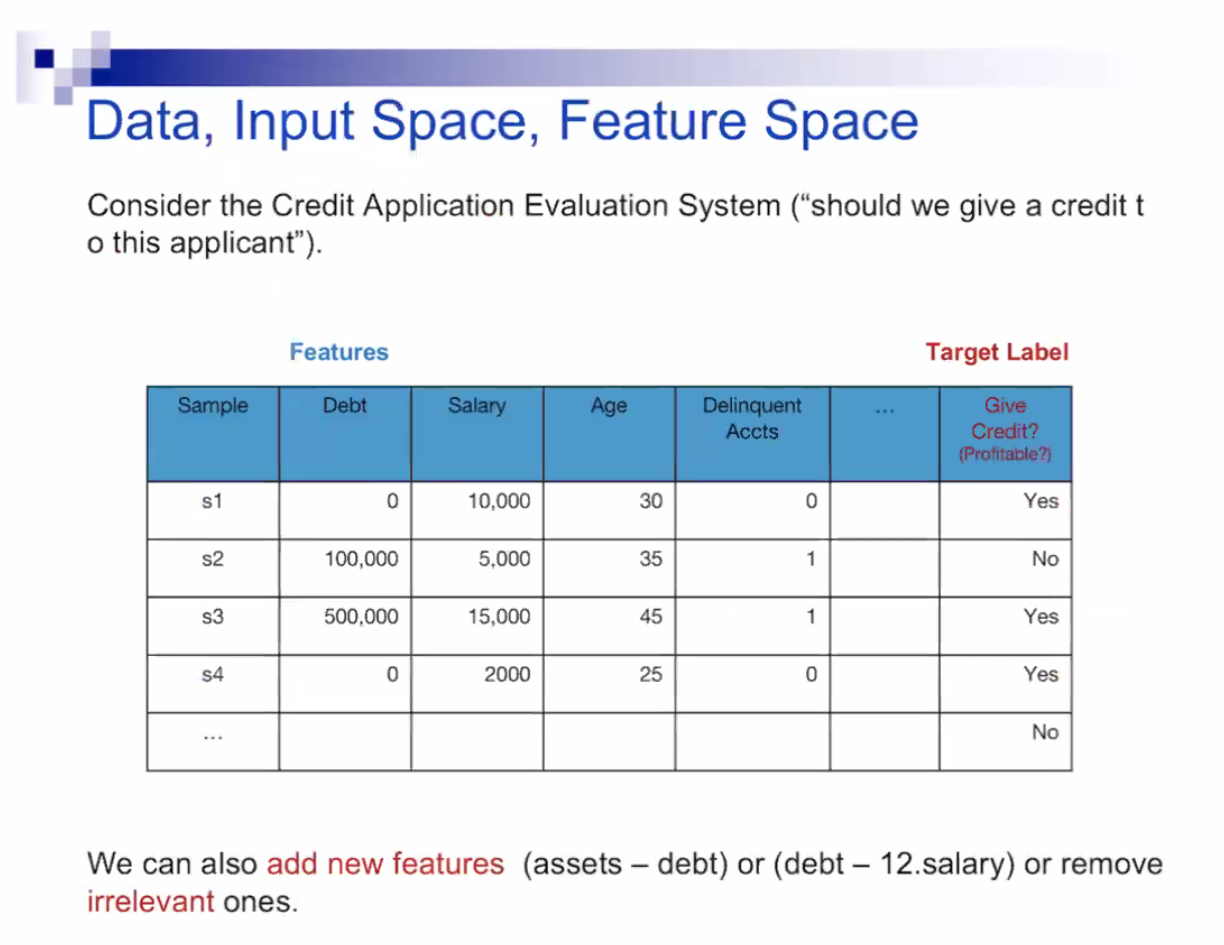 Data, Input Space, Feature Space
Consider the Credit Application Evaluation System (“should we give a credit t
o this applicant”).
Features Target Label
Sample Debt Salary Age Delinquent Accts ... Give Credit? (Profitable?)
s1 0 10,000 30 0 Yes
s2 100,000 5,000 35 1 No
s3 500,000 15,000 45 1 Yes
s4 0 2000 25 0 Yes
... No
We can also add new features (assets – debt) or (debt – 12.salary) or remove
irrelevant ones.